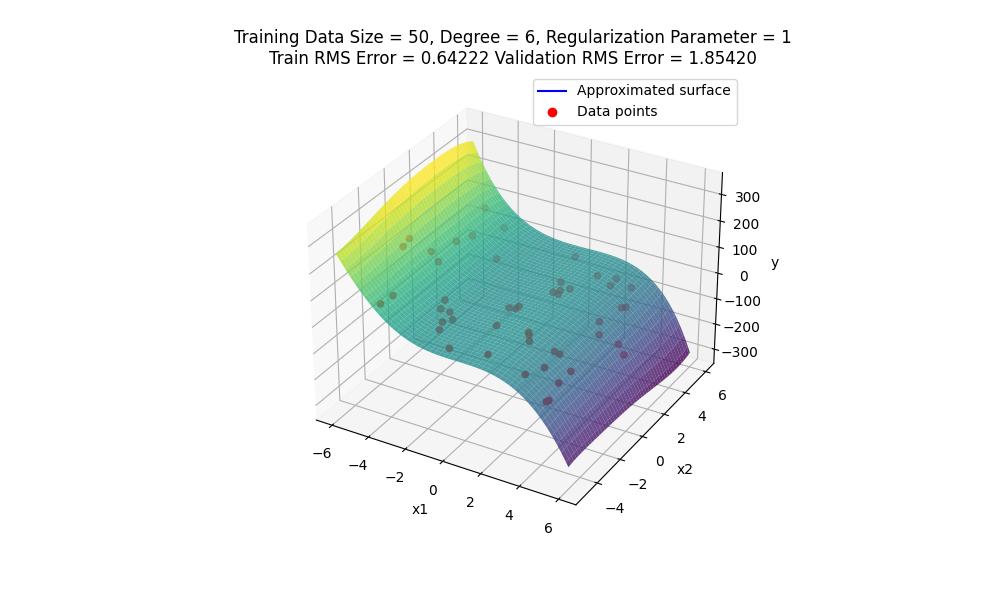 Training Data Size = 50, Degree = 6, Regularization Parameter = 1
Train RMS Error = 0.64222 Validation RMS Error = 1.85420
Approximated surface
Data points
300
200
100
0
−100
−200
−300
y
−6
−4
−2
0
2
4
6
x1
−4
−2
0
2
4
6
x2